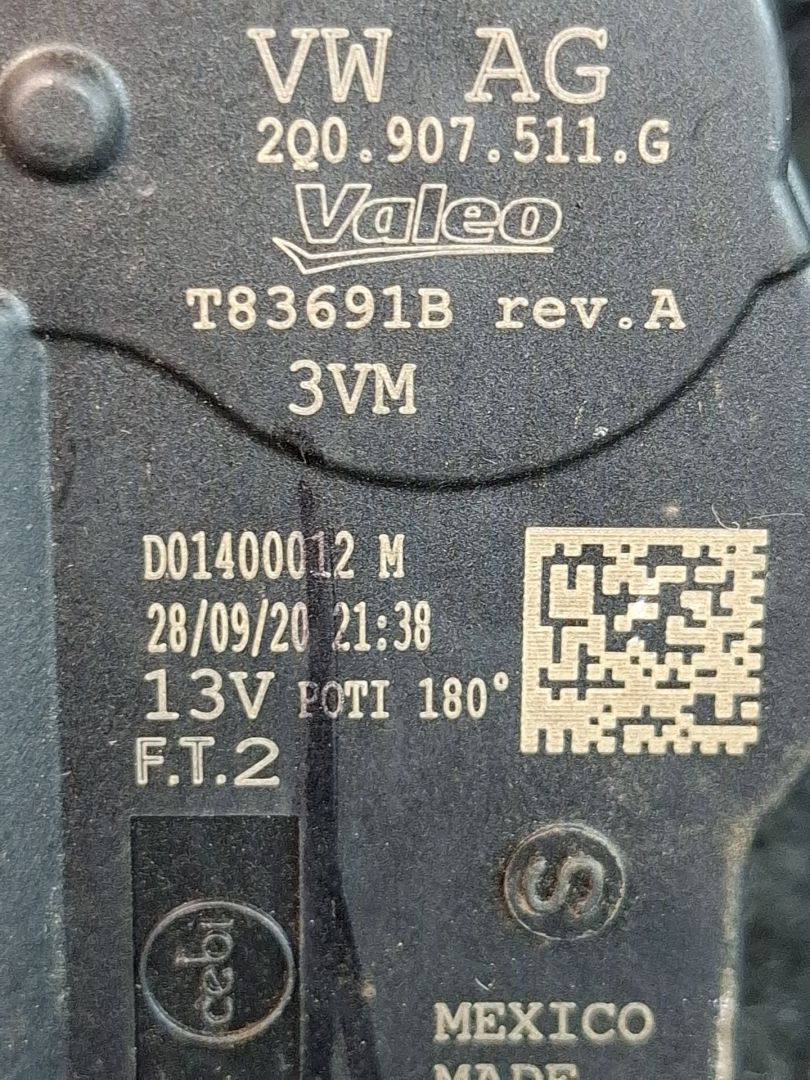 VW AG
2Q0.907.511.G
Valeo
T83691B rev.A
3VM
D01400012 M
28/09/20 21:38
13V POTI 180°
F.T.2
S
cebi
MEXICO
MADE